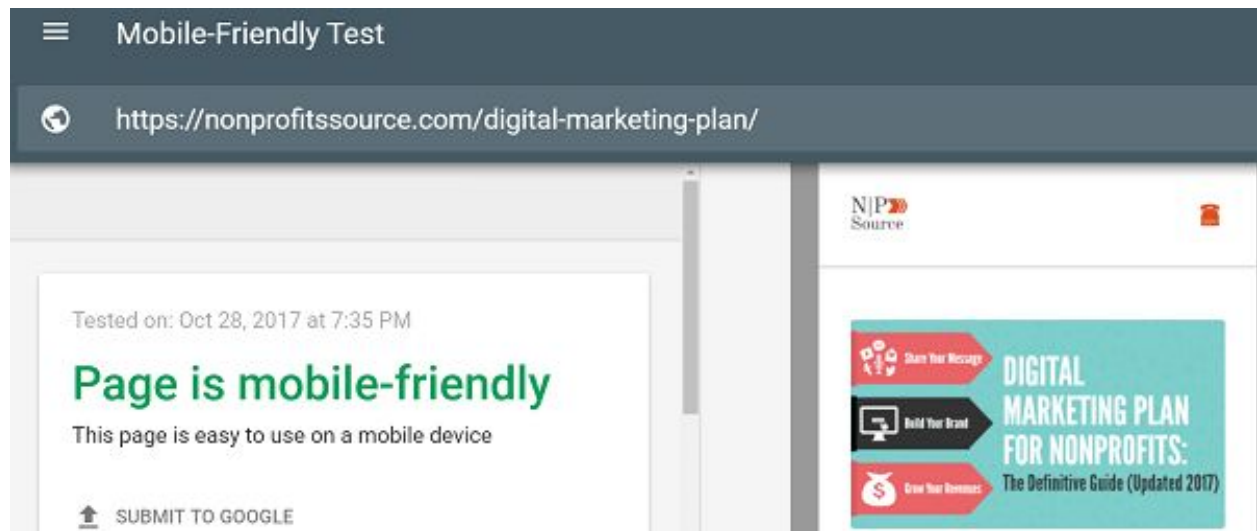 Mobile-Friendly Test
https://nonprofitssource.com/digital-marketing-plan/
Tested on: Oct 28, 2017 at 7:35 PM
Page is mobile-friendly
This page is easy to use on a mobile device
SUBMIT TO GOOGLE
N|P
Source
Share Your Message
Build Your Brand
Grow Your Revenues
DIGITAL
MARKETING PLAN
FOR NONPROFITS:
The Definitive Guide (Updated 2017)